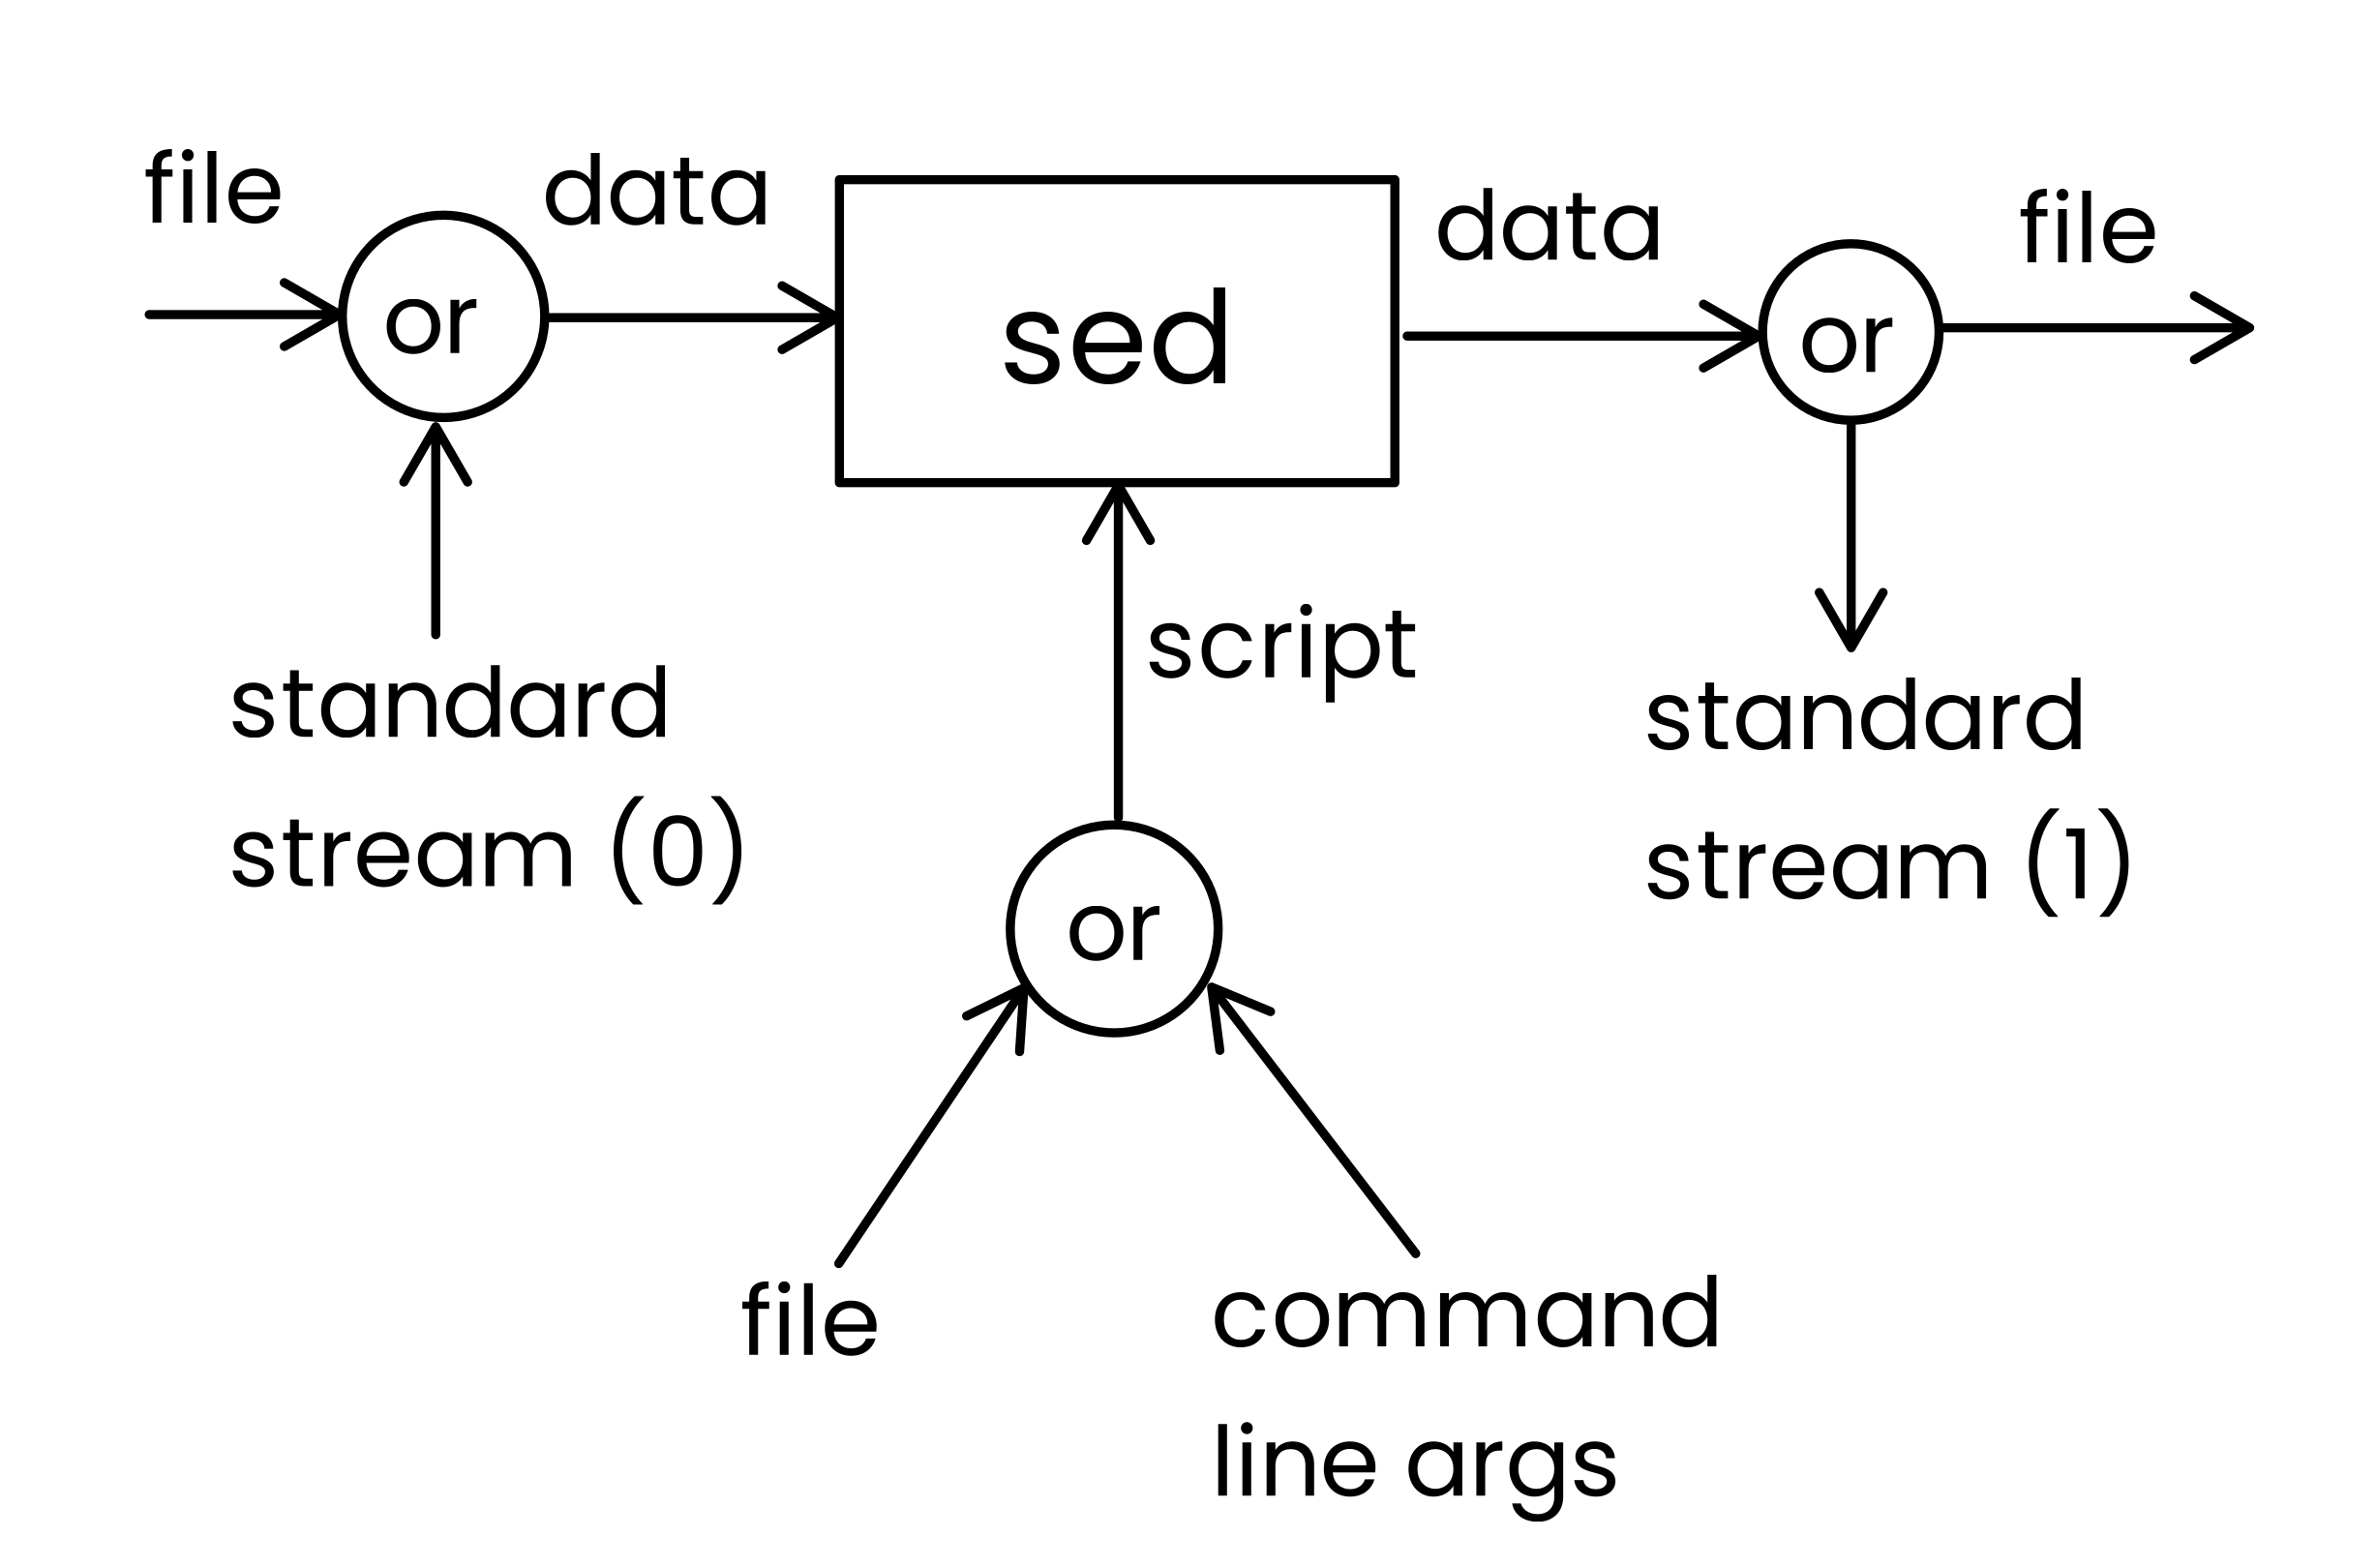 file
data
or
sed
data
or
file
standard
stream (0)
script
standard
stream (1)
or
file
command
line args